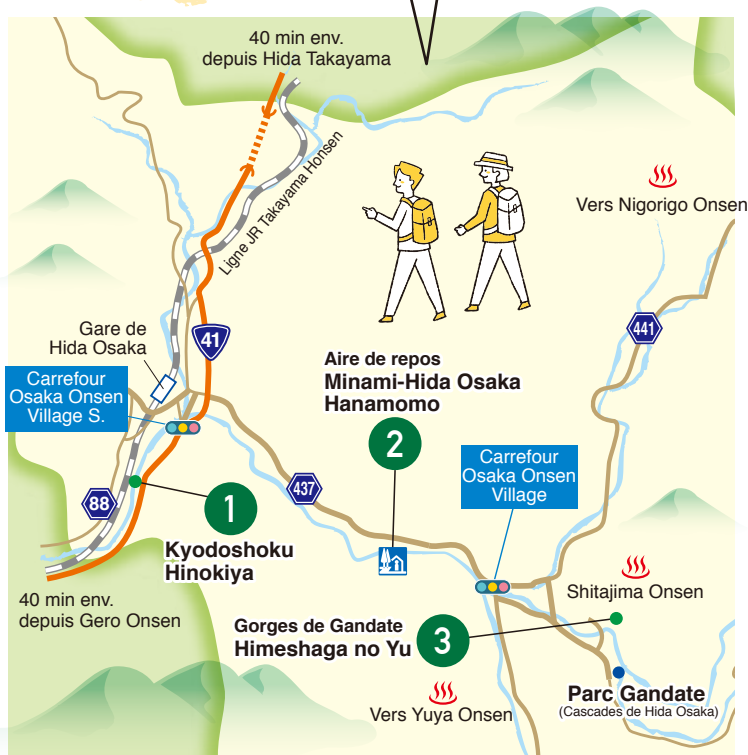 40 min env.
depuis Hida Takayama
Ligne JR Takayama Honsen
Vers Nigorigo Onsen
441
Gare de
Hida Osaka
41
Carrefour
Osaka Onsen
Village S.
Aire de repos
Minami-Hida Osaka
Hanamomo
2
Carrefour
Osaka Onsen
Village
437
88
1
Kyodoshoku
Hinokiya
40 min env.
depuis Gero Onsen
Shitajima Onsen
Gorges de Gandate
Himeshaga no Yu
3
Parc Gandate
(Cascades de Hida Osaka)
Vers Yuya Onsen